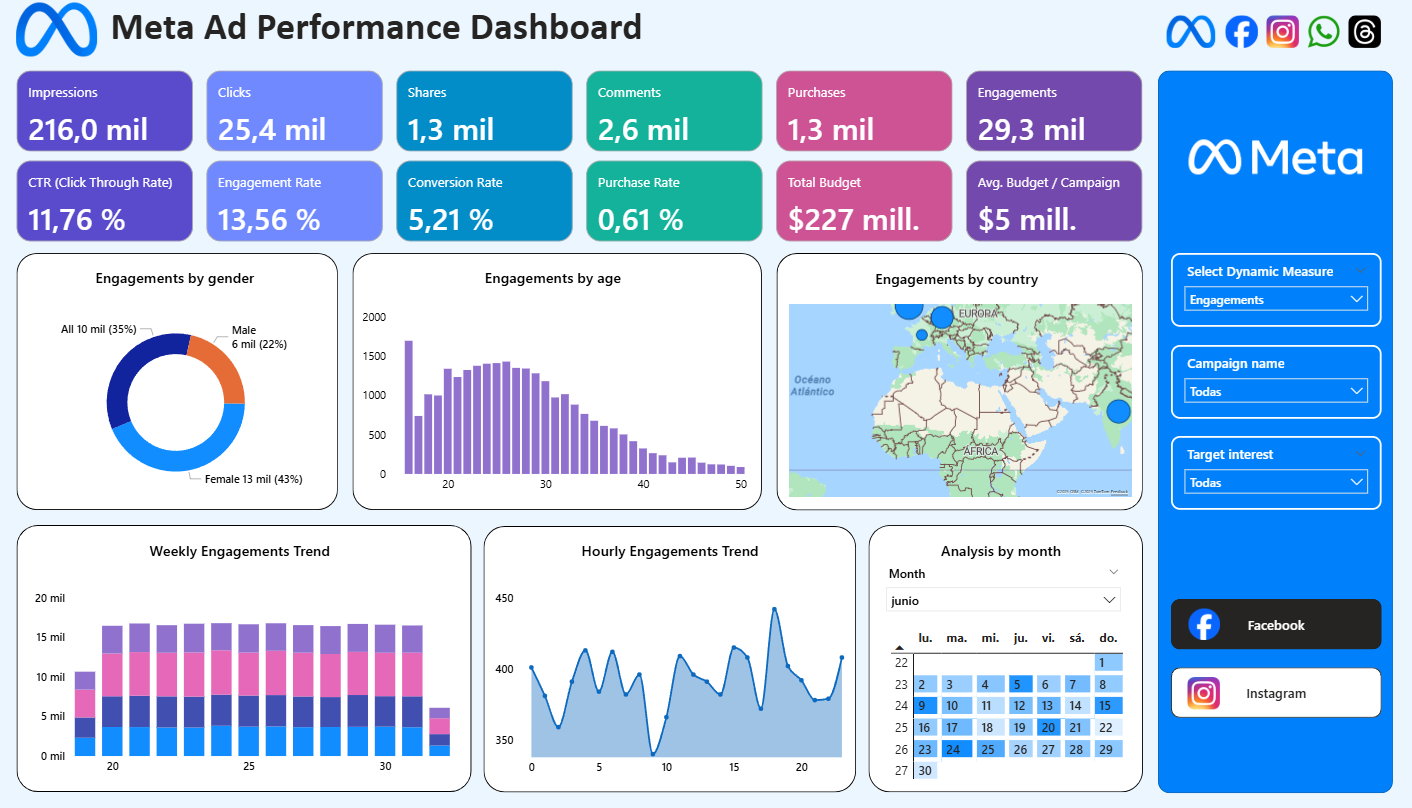 Meta Ad Performance Dashboard
Impressions
216,0 mil
Clicks
25,4 mil
Shares
1,3 mil
Comments
2,6 mil
Purchases
1,3 mil
Engagements
29,3 mil
CTR (Click Through Rate)
11,76 %
Engagement Rate
13,56 %
Conversion Rate
5,21 %
Purchase Rate
0,61 %
Total Budget
$227 mill.
Avg. Budget / Campaign
$5 mill.
Meta
Select Dynamic Measure
Engagements
Campaign name
Todas
Target interest
Todas
Facebook
Instagram
Engagements by gender
All 10 mil (35%)
Male
6 mil (22%)
Female 13 mil (43%)
Engagements by age
2000
1500
1000
500
0
20 30 40 50
Engagements by country
EUROPA
Océano
Atlántico
ÁFRICA
Weekly Engagements Trend
20 mil
15 mil
10 mil
5 mil
0 mil
20 25 30
Hourly Engagements Trend
450
400
350
0 5 10 15 20
Analysis by month
Month
junio
lu. ma. mi. ju. vi. sá. do.
22 1
23 2 3 4 5 6 7 8
24 9 10 11 12 13 14 15
25 16 17 18 19 20 21 22
26 23 24 25 26 27 28 29
27 30